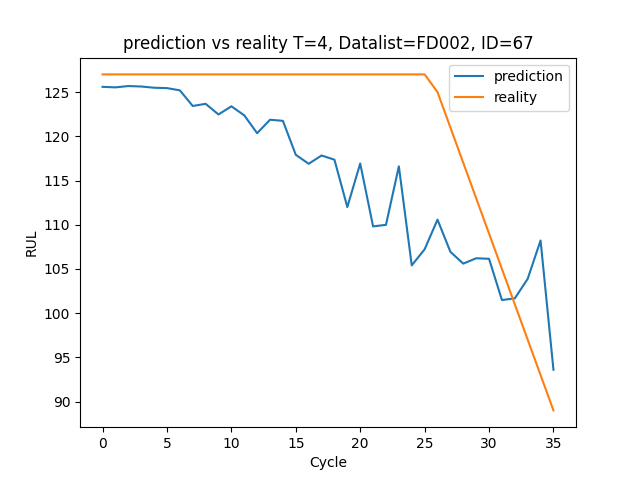 prediction vs reality T=4, Datalist=FD002, ID=67
prediction
reality
RUL
125
120
115
110
105
100
95
90
0 5 10 15 20 25 30 35
Cycle